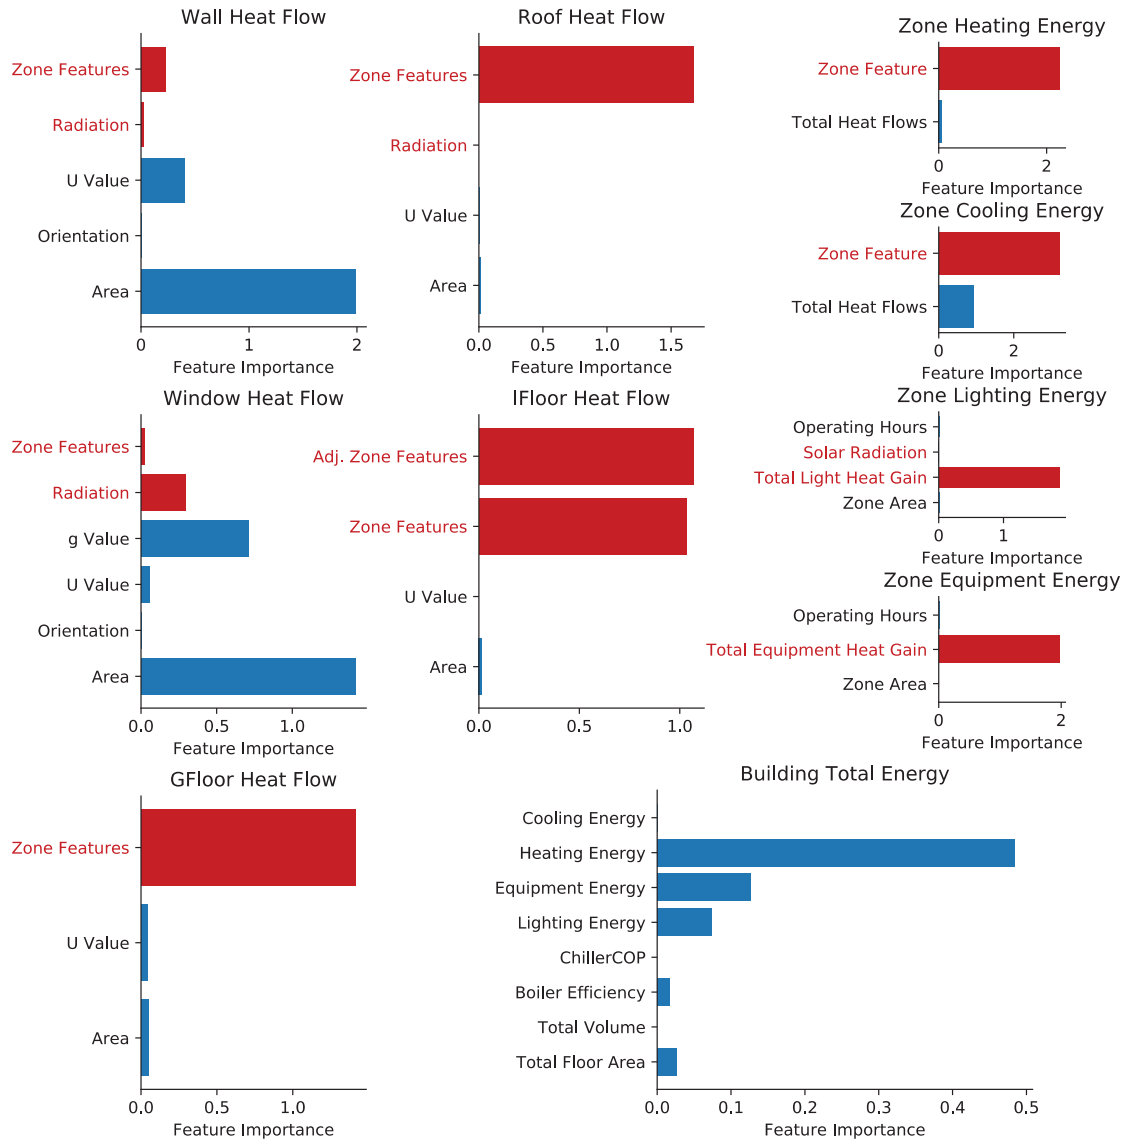 Wall Heat Flow
Zone Features
Radiation
U Value
Orientation
Area
0 1 2
Feature Importance
Roof Heat Flow
Zone Features
Radiation
U Value
Area
0.0 0.5 1.0 1.5
Feature Importance
Zone Heating Energy
Zone Feature
Total Heat Flows
0 2
Feature Importance
Zone Cooling Energy
Zone Feature
Total Heat Flows
0 2
Feature Importance
Window Heat Flow
Zone Features
Radiation
g Value
U Value
Orientation
Area
0.0 0.5 1.0
Feature Importance
IFloor Heat Flow
Adj. Zone Features
Zone Features
U Value
Area
0.0 0.5 1.0
Feature Importance
Zone Lighting Energy
Operating Hours
Solar Radiation
Total Light Heat Gain
Zone Area
0 1
Feature Importance
Zone Equipment Energy
Operating Hours
Total Equipment Heat Gain
Zone Area
0 2
Feature Importance
GFloor Heat Flow
Zone Features
U Value
Area
0.0 0.5 1.0
Feature Importance
Building Total Energy
Cooling Energy
Heating Energy
Equipment Energy
Lighting Energy
ChillerCOP
Boiler Efficiency
Total Volume
Total Floor Area
0.0 0.1 0.2 0.3 0.4 0.5
Feature Importance